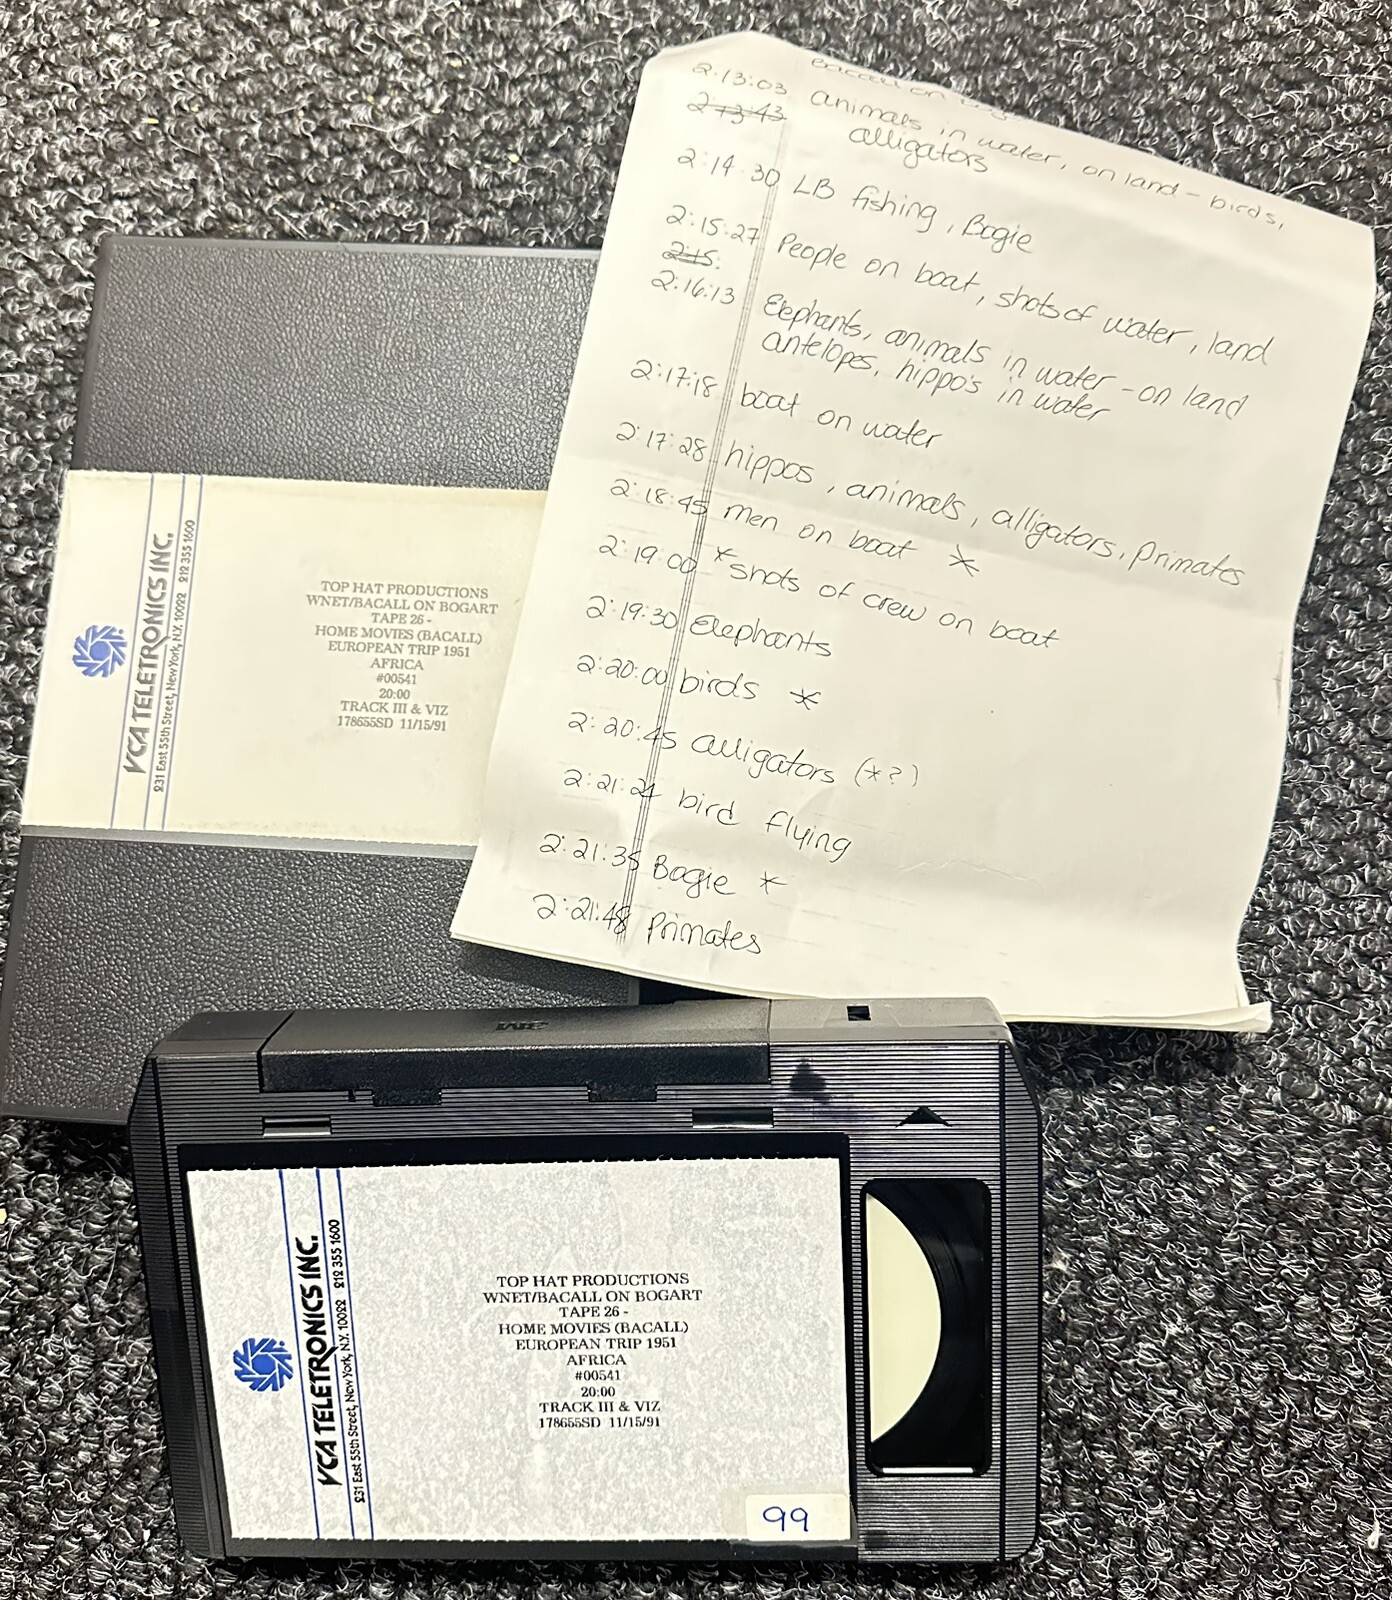 Bacall on
2:13:03 animals in water, on land - birds,
2:13:43 alligators
2:14:30 LB fishing, Bogie
2:15:27 People on boat, shots of water, land
2:15:
2:16:13 Elephants, animals in water - on land
antelopes, hippo's in water
2:17:18 boat on water
2:17:28 hippos, animals, alligators, primates
2:18:45 men on boat *
2:19:00 *shots of crew on boat
2:19:30 Elephants
2:20:00 birds *
2:20:45 alligators (*?)
2:21:24 bird flying
2:21:35 Bogie *
2:21:48 Primates
VCA TELETRONICS INC.
231 East 55th Street, New York, N.Y. 10022 212 355 1600
TOP HAT PRODUCTIONS
WNET/BACALL ON BOGART
TAPE 26 -
HOME MOVIES (BACALL)
EUROPEAN TRIP 1951
AFRICA
#00541
20:00
TRACK III & VIZ
178655SD 11/15/91
3M
VCA TELETRONICS INC.
231 East 55th Street, New York, N.Y. 10022 212 355 1600
TOP HAT PRODUCTIONS
WNET/BACALL ON BOGART
TAPE 26 -
HOME MOVIES (BACALL)
EUROPEAN TRIP 1951
AFRICA
#00541
20:00
TRACK III & VIZ
178655SD 11/15/91
99